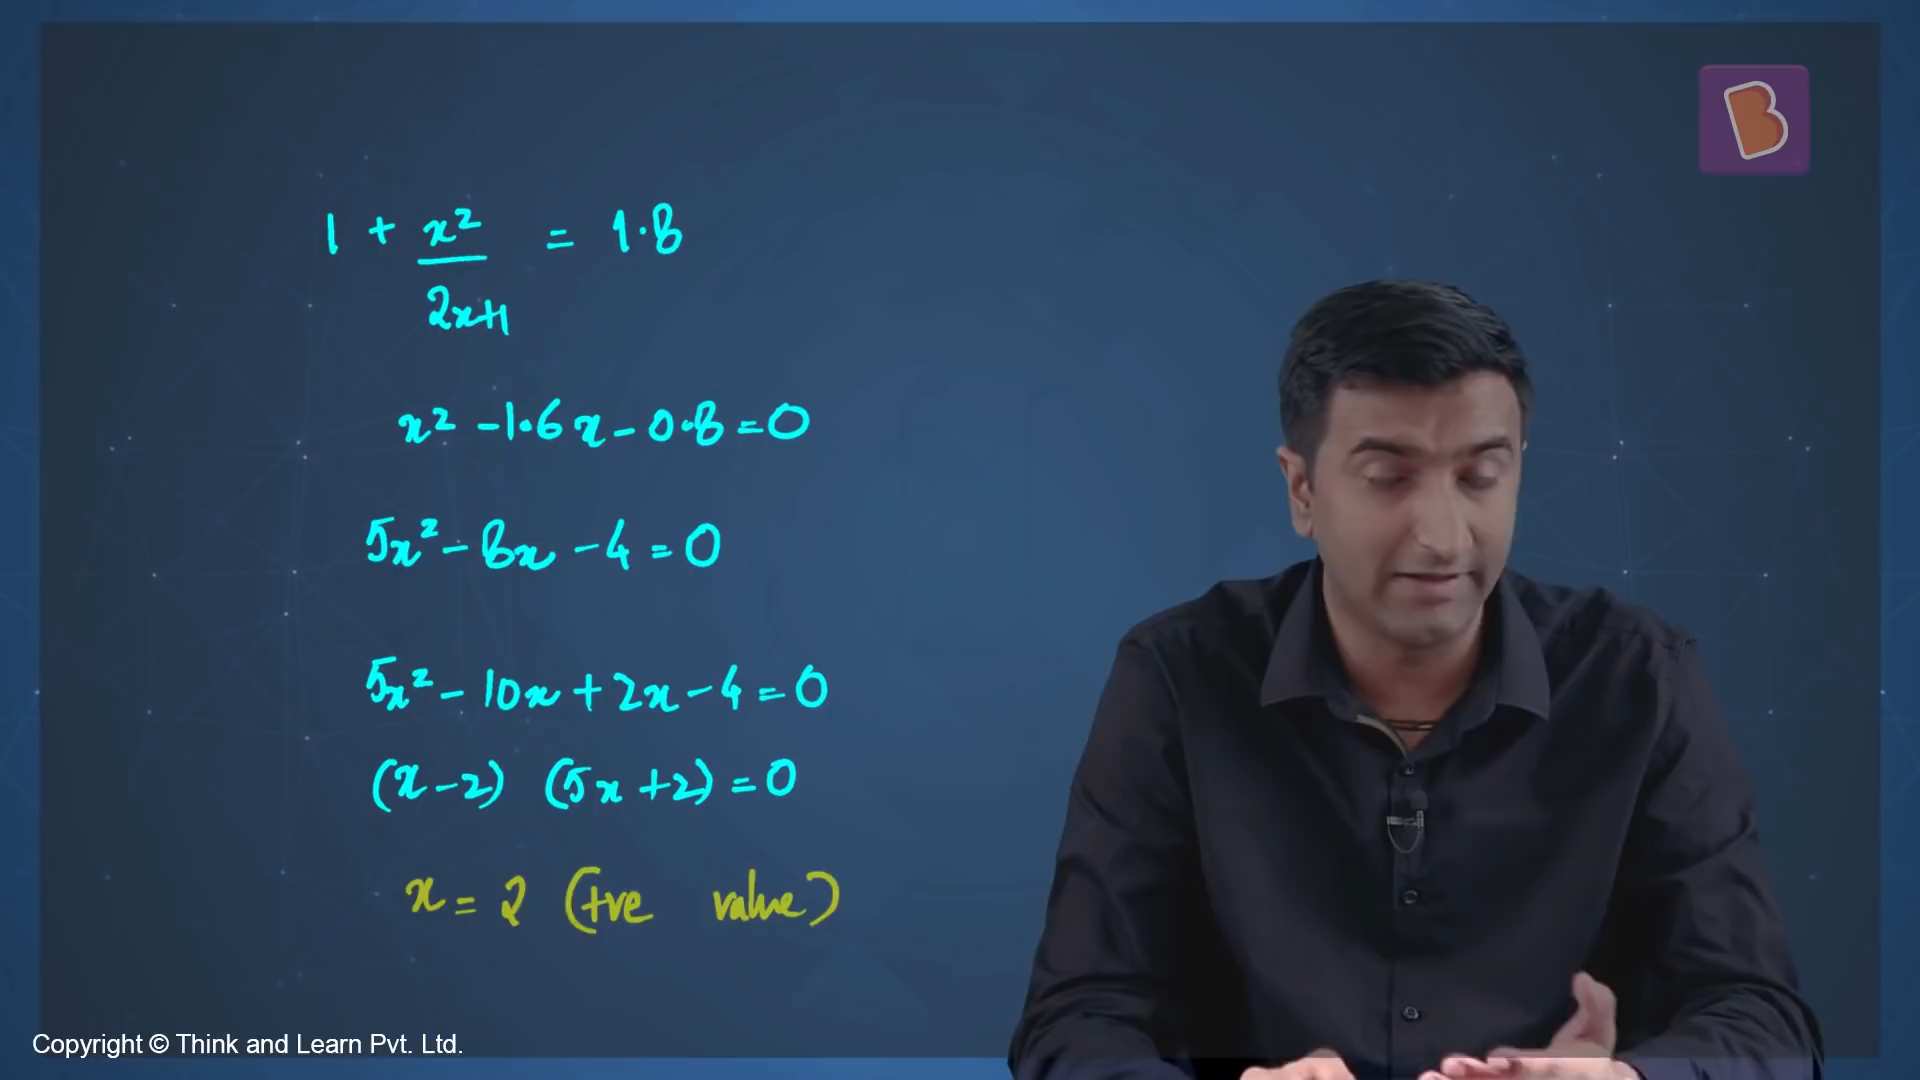 1 + x² / 2x+1 = 1.8
x² - 1.6x - 0.8 = 0
5x² - 8x - 4 = 0
5x² - 10x + 2x - 4 = 0
(x-2) (5x+2) = 0
x = 2 (+ve value)
B
Copyright © Think and Learn Pvt. Ltd.